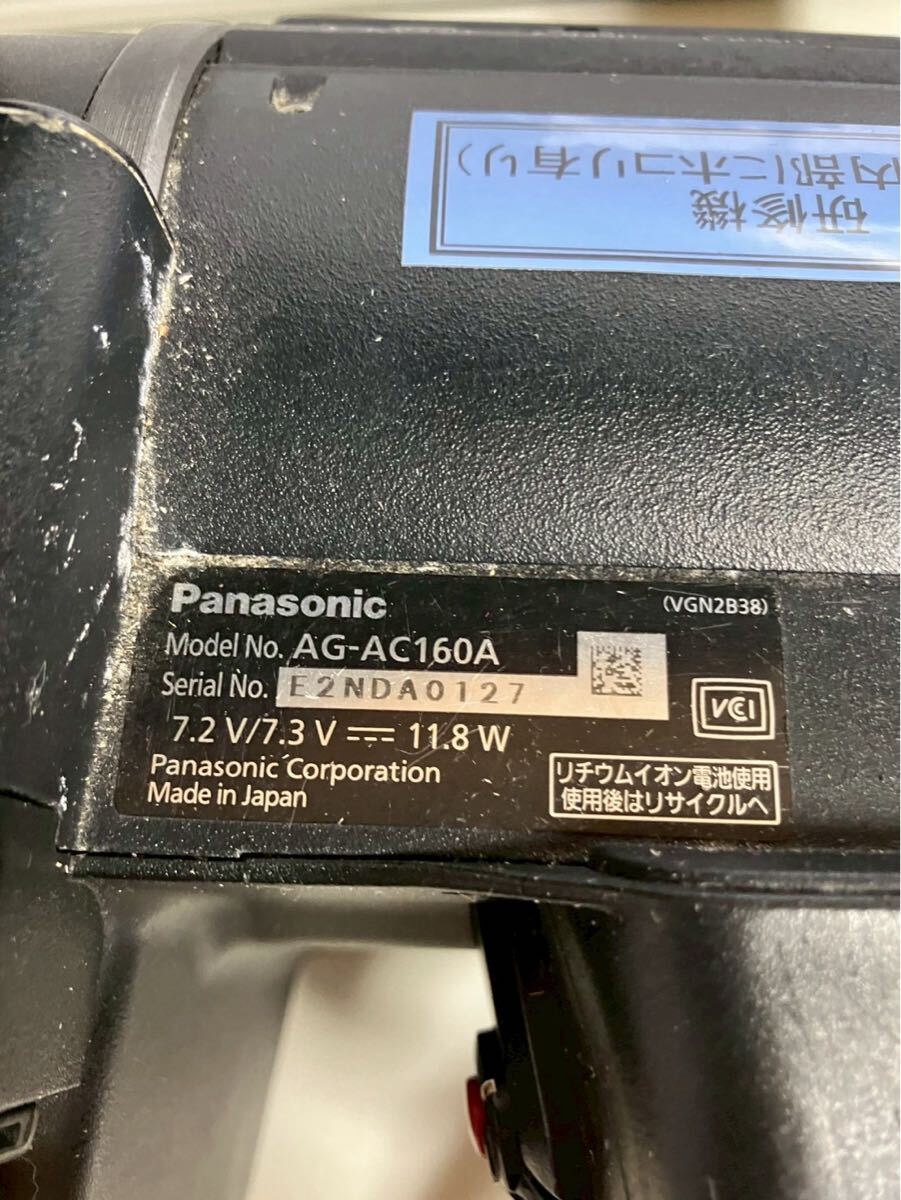 研修機
内部にホコリ有り）
Panasonic
(VGN2B38)
Model No. AG-AC160A
Serial No. E2NDA0127
7.2 V/7.3 V ⎓ 11.8 W
VCI
Panasonic Corporation
Made in Japan
リチウムイオン電池使用
使用後はリサイクルへ